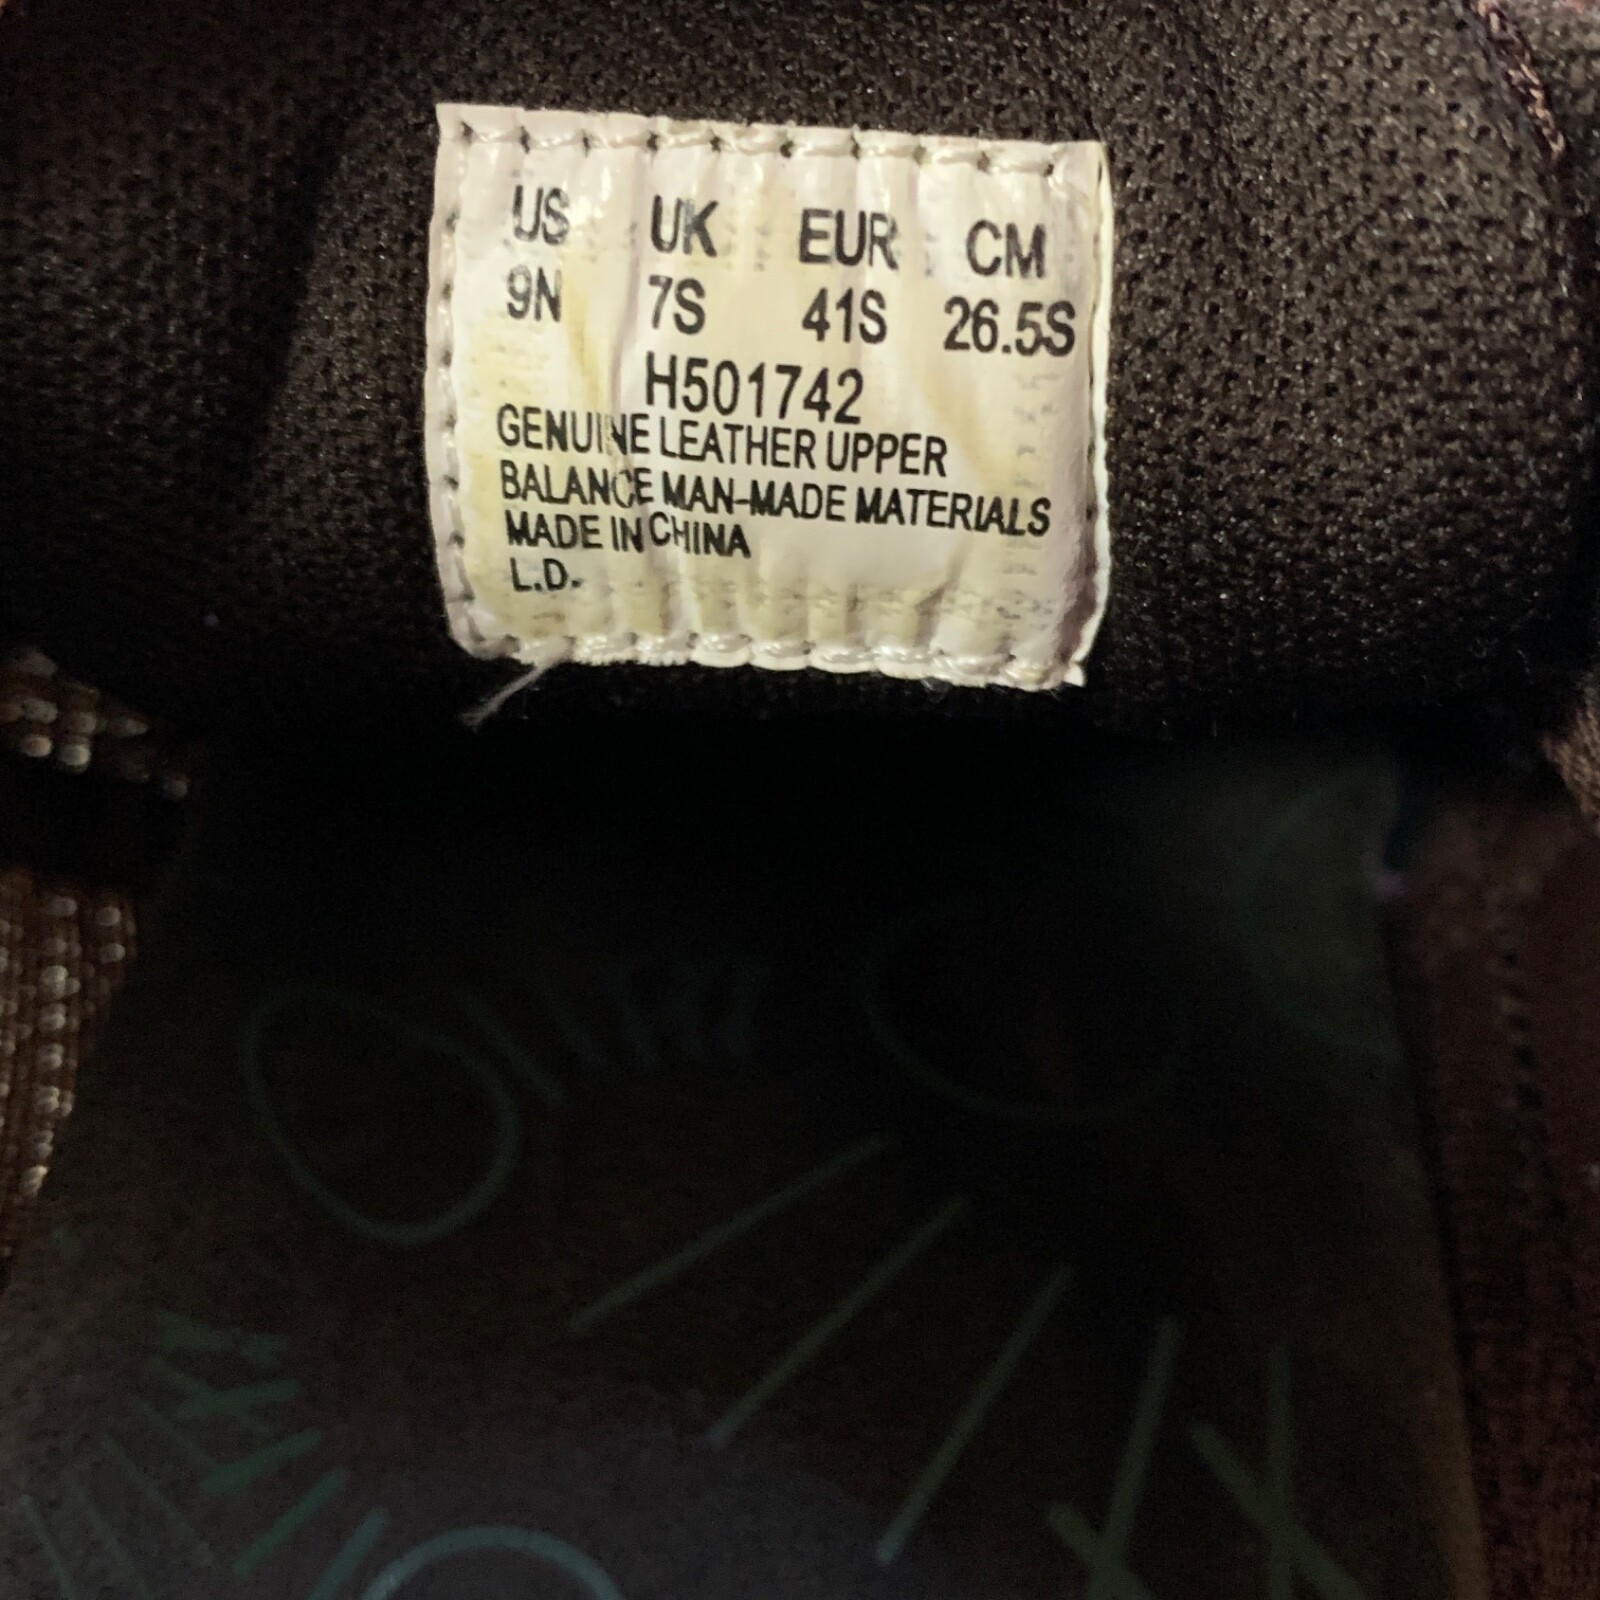 US UK EUR CM
9N 7S 41S 26.5S
H501742
GENUINE LEATHER UPPER
BALANCE MAN-MADE MATERIALS
MADE IN CHINA
L.D.